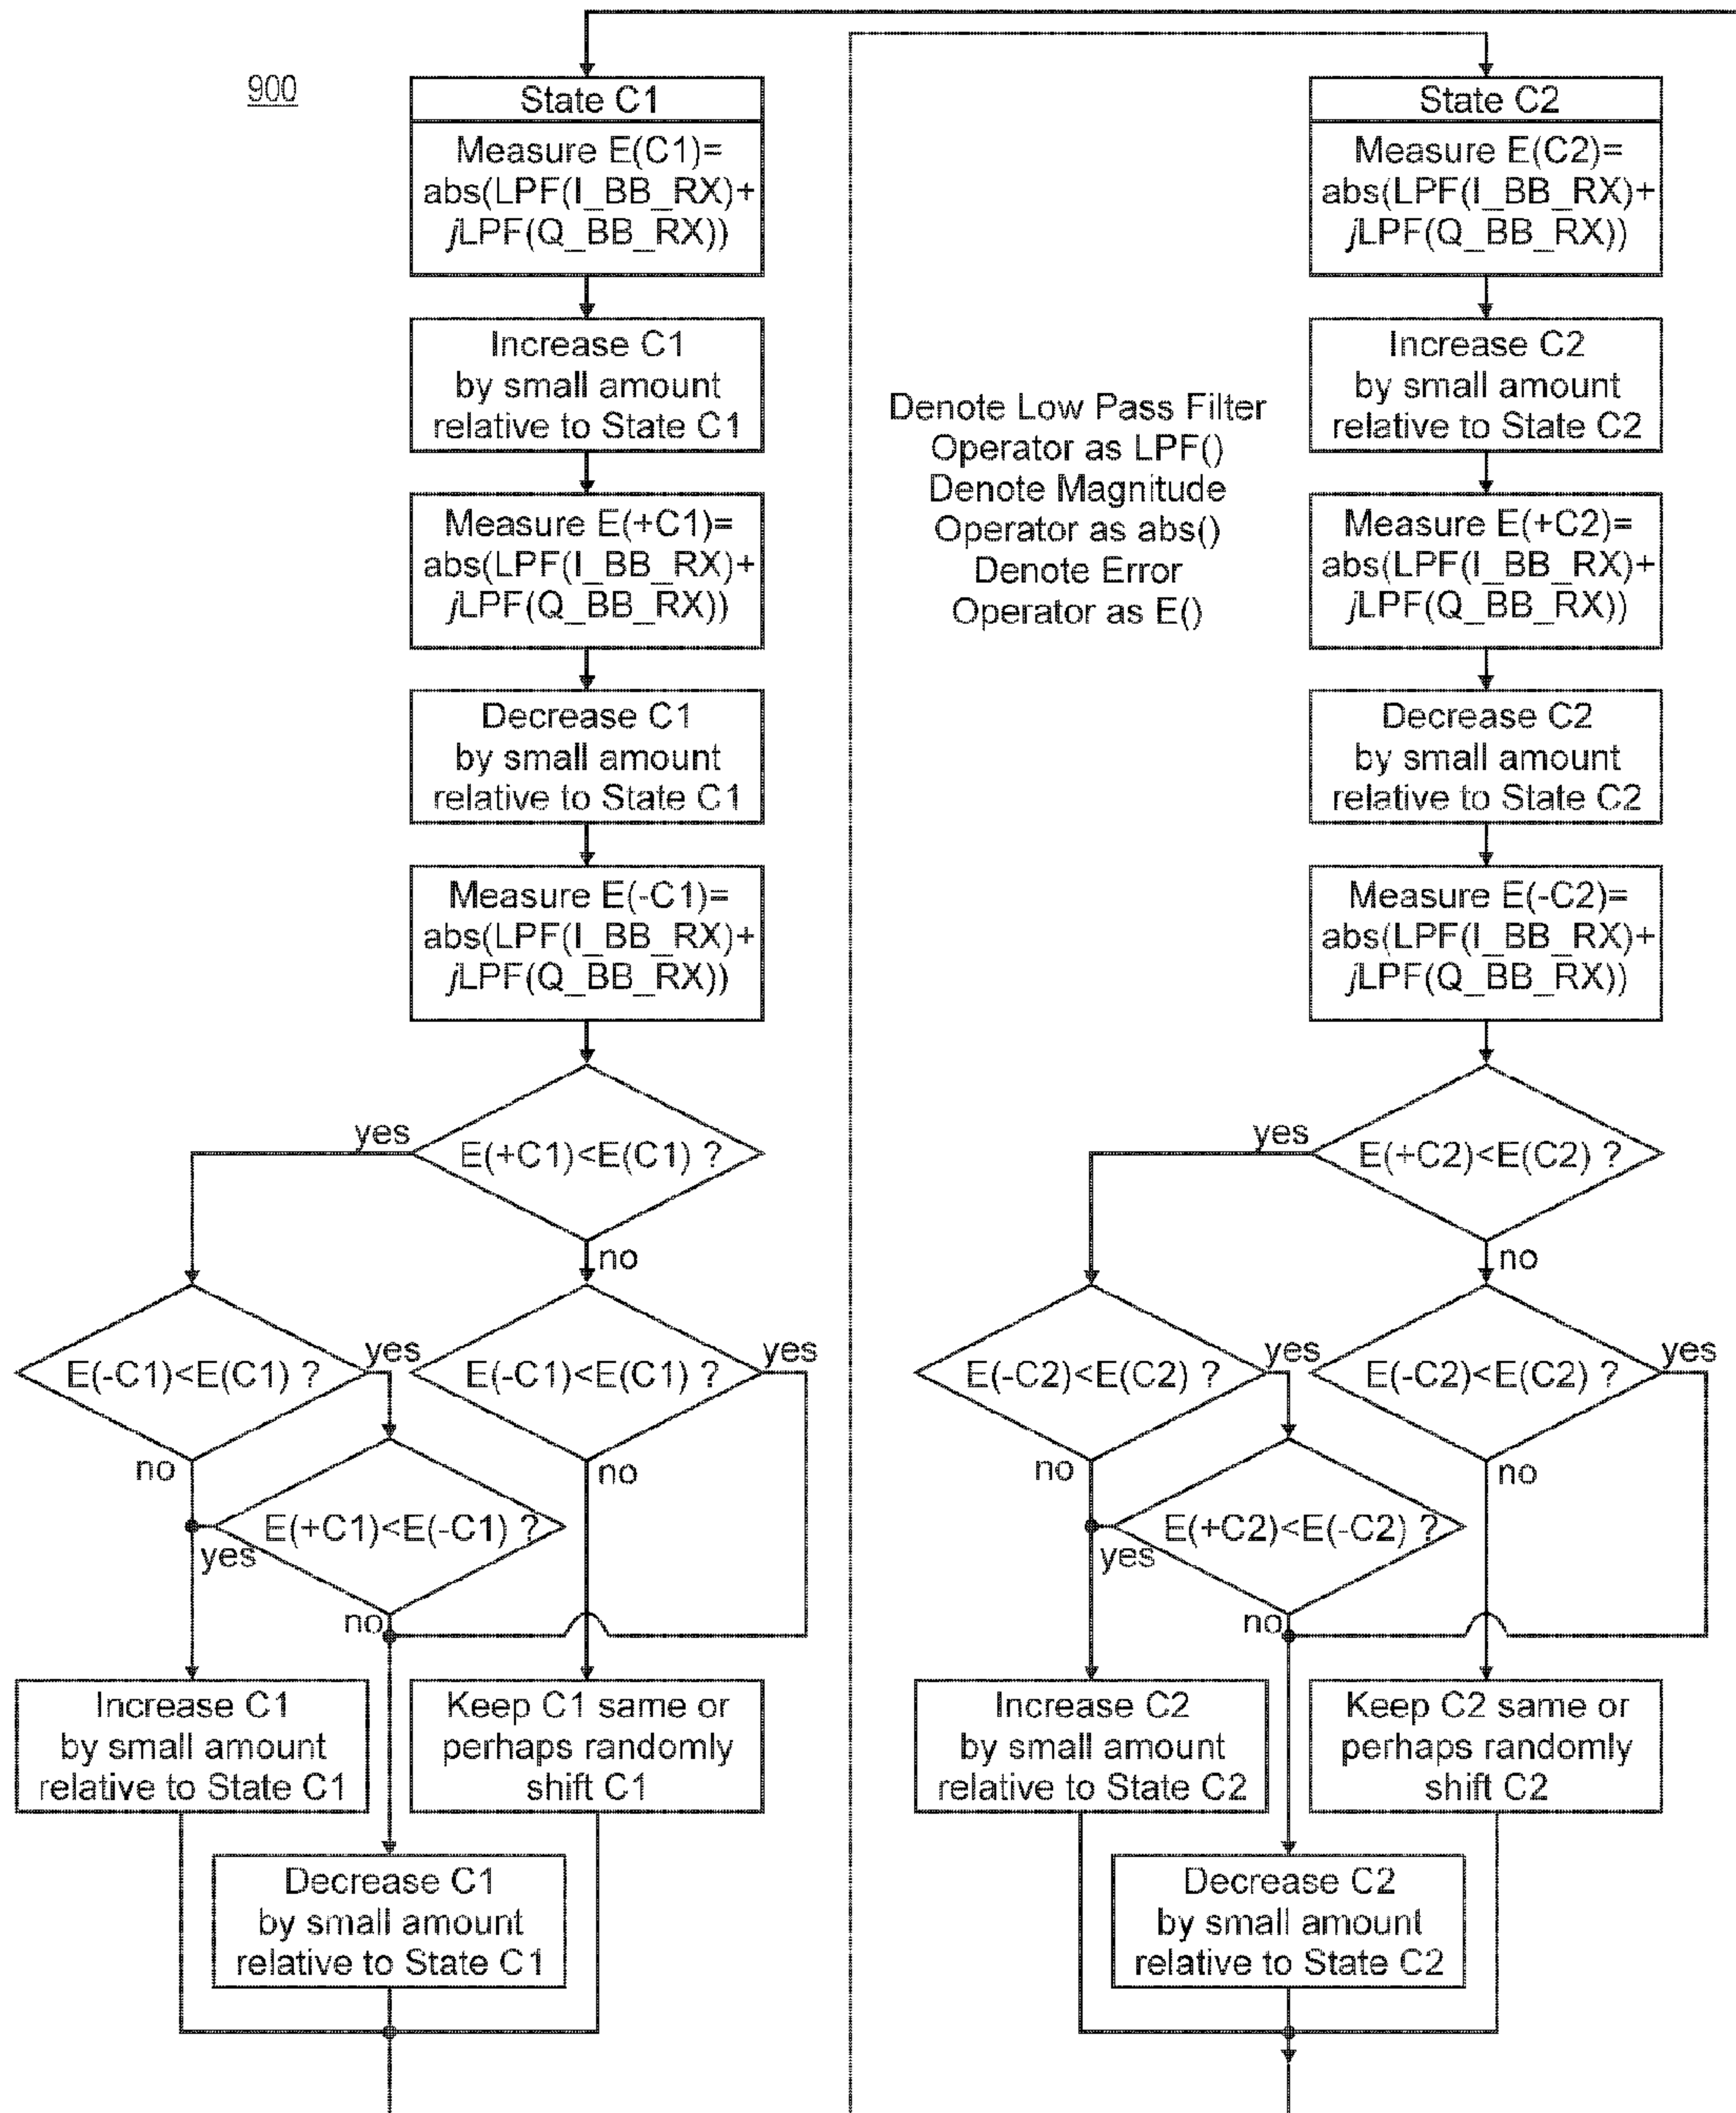 900
State C1
Measure E(C1)=
abs(LPF(I_BB_RX)+
jLPF(Q_BB_RX))
Increase C1
by small amount
relative to State C1
Measure E(+C1)=
abs(LPF(I_BB_RX)+
jLPF(Q_BB_RX))
Decrease C1
by small amount
relative to State C1
Measure E(-C1)=
abs(LPF(I_BB_RX)+
jLPF(Q_BB_RX))
yes
E(+C1)<E(C1) ?
no
E(-C1)<E(C1) ?
yes
E(-C1)<E(C1) ?
yes
no
no
E(+C1)<E(-C1) ?
yes
no
Increase C1
by small amount
relative to State C1
Keep C1 same or
perhaps randomly
shift C1
Decrease C1
by small amount
relative to State C1
Denote Low Pass Filter
Operator as LPF()
Denote Magnitude
Operator as abs()
Denote Error
Operator as E()
State C2
Measure E(C2)=
abs(LPF(I_BB_RX)+
jLPF(Q_BB_RX))
Increase C2
by small amount
relative to State C2
Measure E(+C2)=
abs(LPF(I_BB_RX)+
jLPF(Q_BB_RX))
Decrease C2
by small amount
relative to State C2
Measure E(-C2)=
abs(LPF(I_BB_RX)+
jLPF(Q_BB_RX))
yes
E(+C2)<E(C2) ?
no
E(-C2)<E(C2) ?
yes
E(-C2)<E(C2) ?
yes
no
no
E(+C2)<E(-C2) ?
yes
no
Increase C2
by small amount
relative to State C2
Keep C2 same or
perhaps randomly
shift C2
Decrease C2
by small amount
relative to State C2